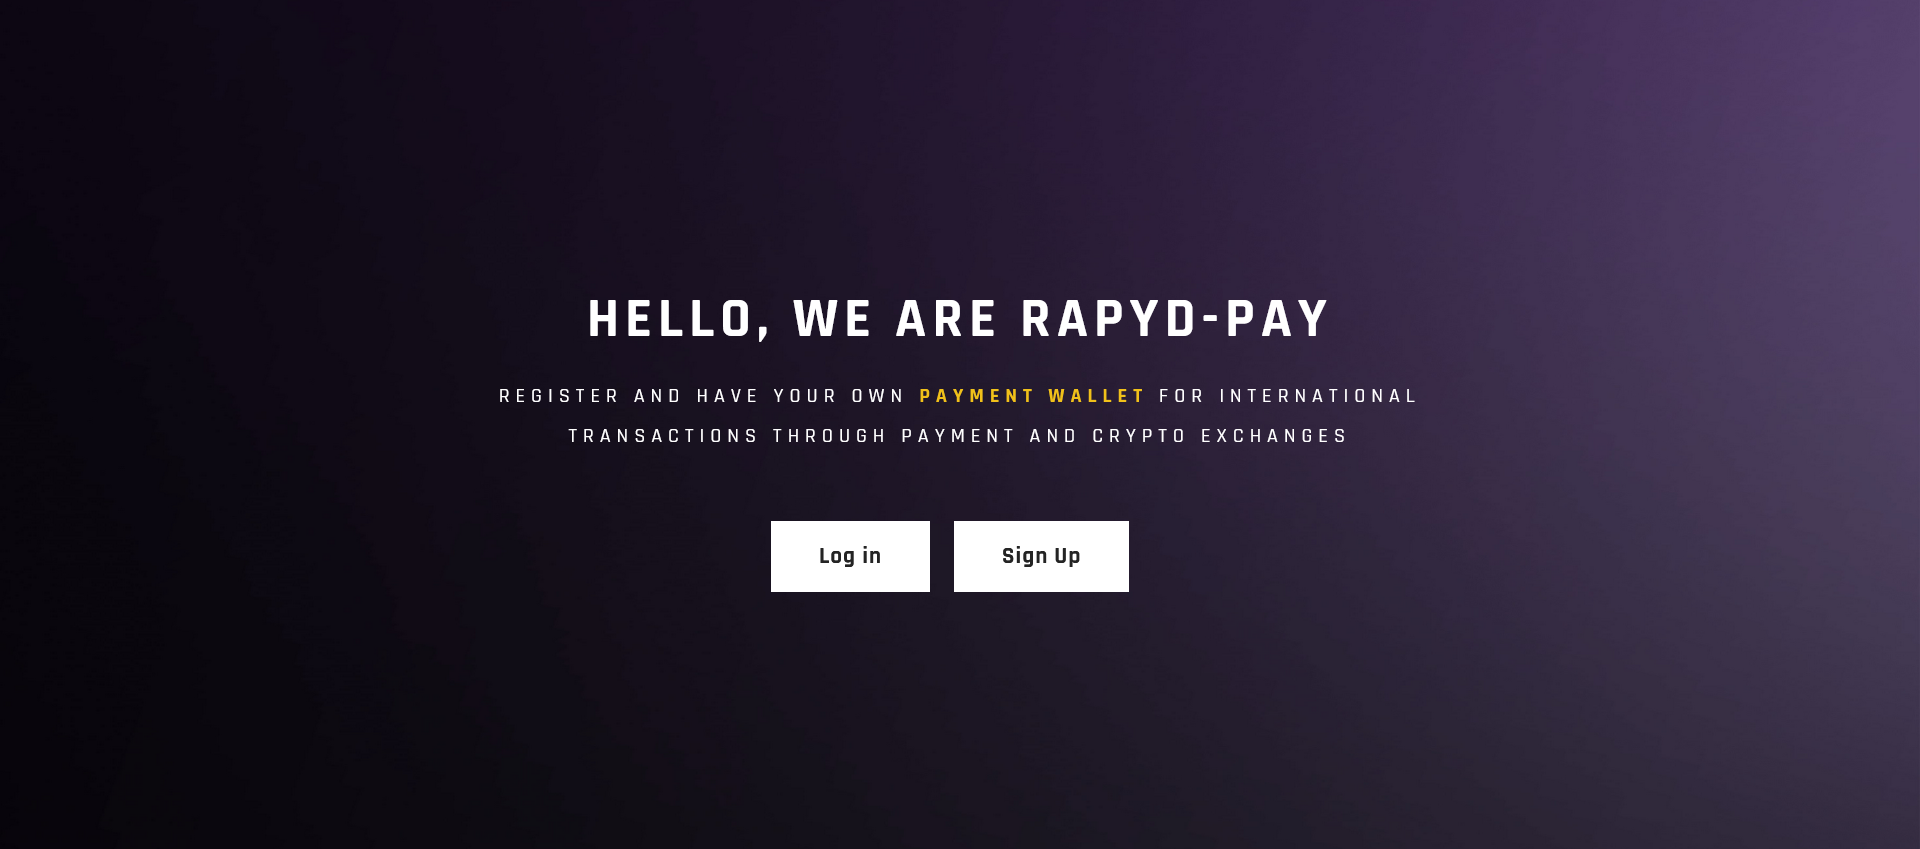 HELLO, WE ARE RAPYD-PAY
REGISTER AND HAVE YOUR OWN PAYMENT WALLET FOR INTERNATIONAL
TRANSACTIONS THROUGH PAYMENT AND CRYPTO EXCHANGES
Log in
Sign Up